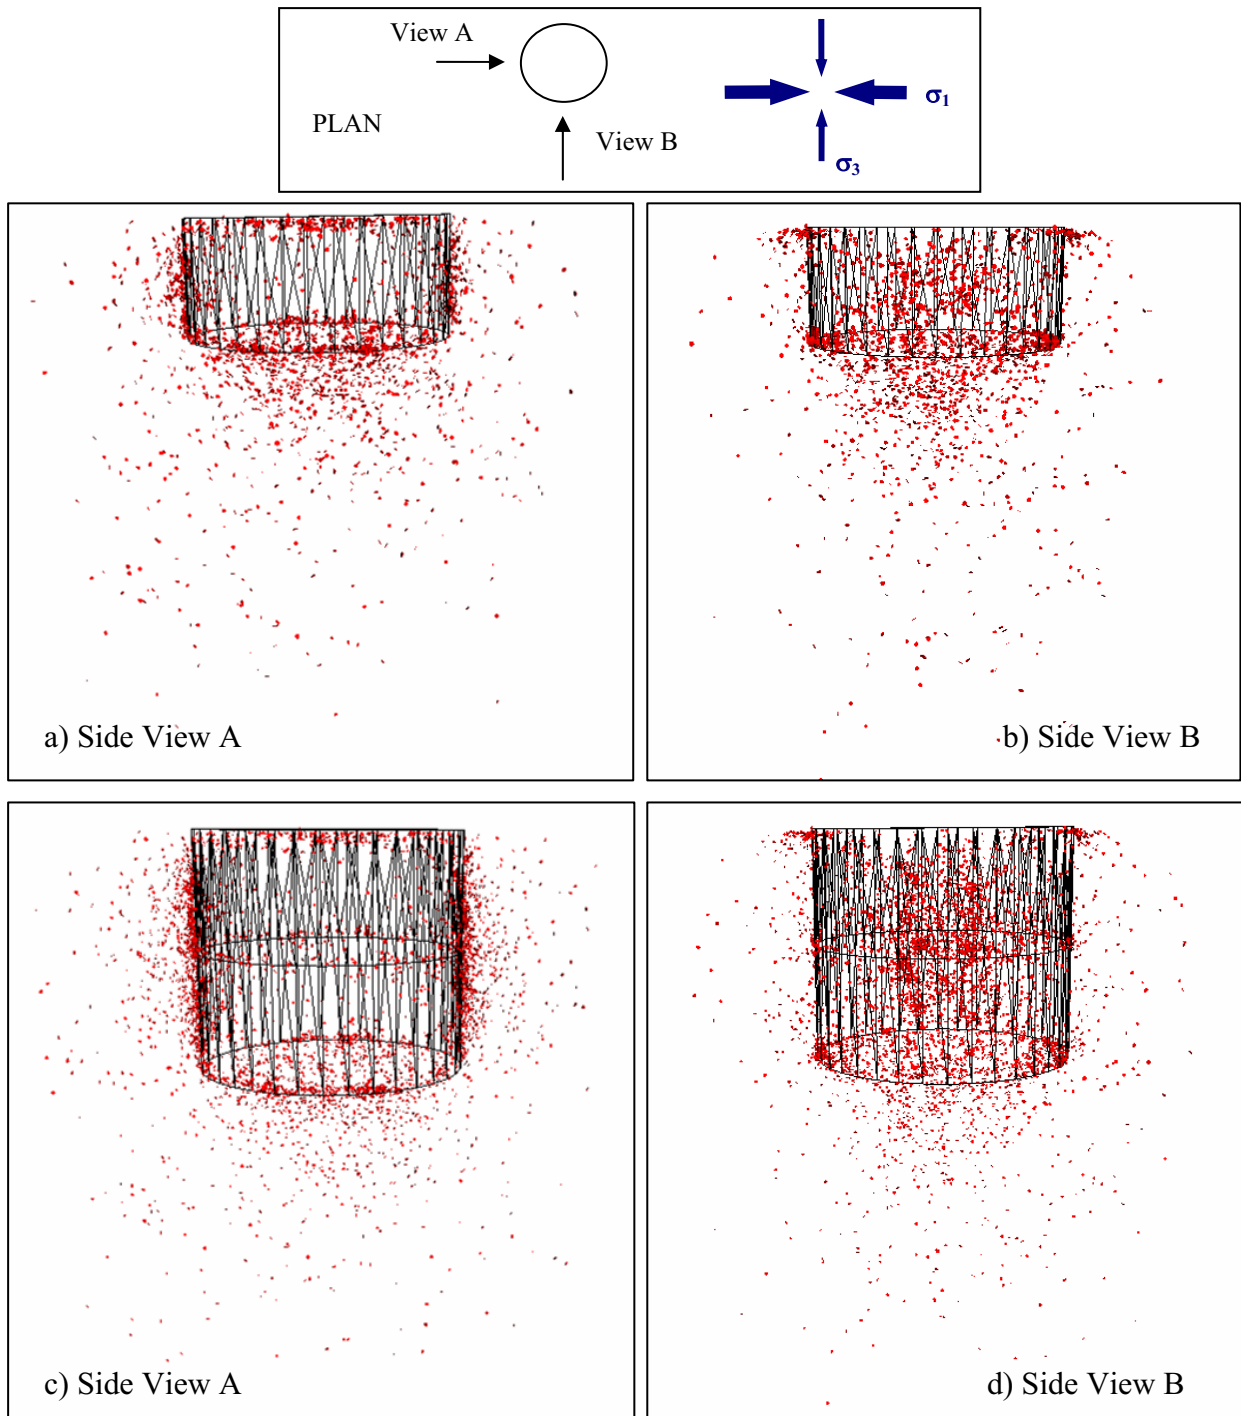 View A
PLAN
View B
σ1
σ3
a) Side View A
b) Side View B
c) Side View A
d) Side View B